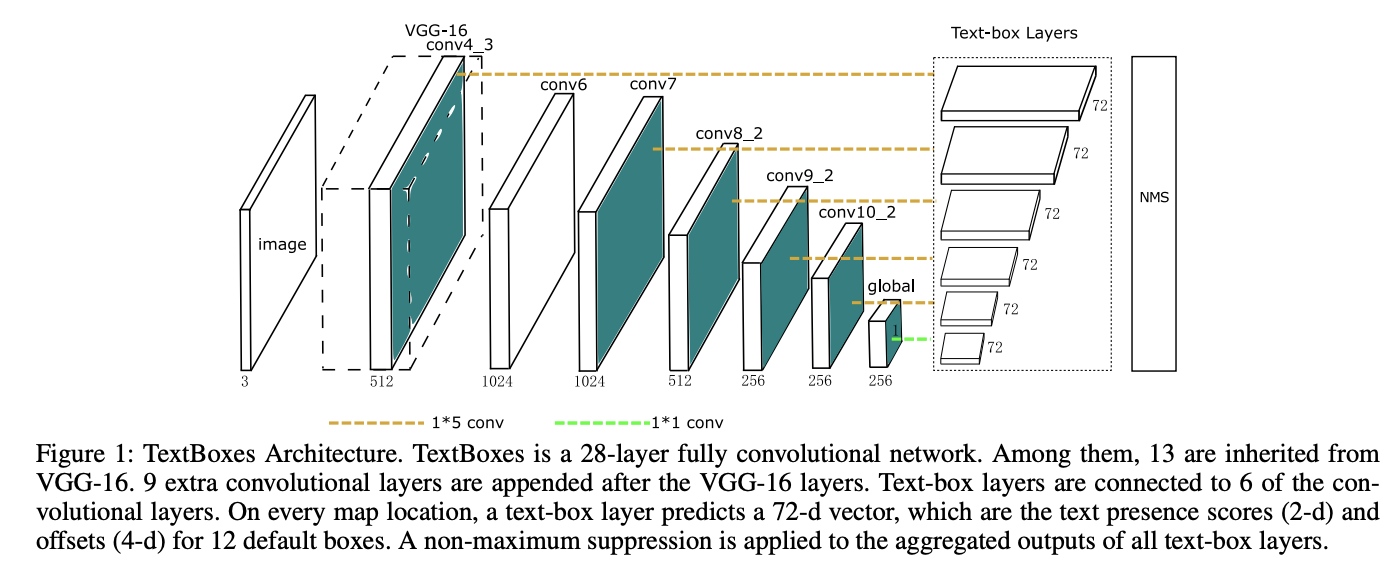 VGG-16
conv4_3
Text-box Layers
conv6
conv7
conv8_2
conv9_2
conv10_2
global
image
NMS
72
72
72
72
72
72
1
3
512
1024
1024
512
256
256
256
1*5 conv
1*1 conv
Figure 1: TextBoxes Architecture. TextBoxes is a 28-layer fully convolutional network. Among them, 13 are inherited from
VGG-16. 9 extra convolutional layers are appended after the VGG-16 layers. Text-box layers are connected to 6 of the con-
volutional layers. On every map location, a text-box layer predicts a 72-d vector, which are the text presence scores (2-d) and
offsets (4-d) for 12 default boxes. A non-maximum suppression is applied to the aggregated outputs of all text-box layers.